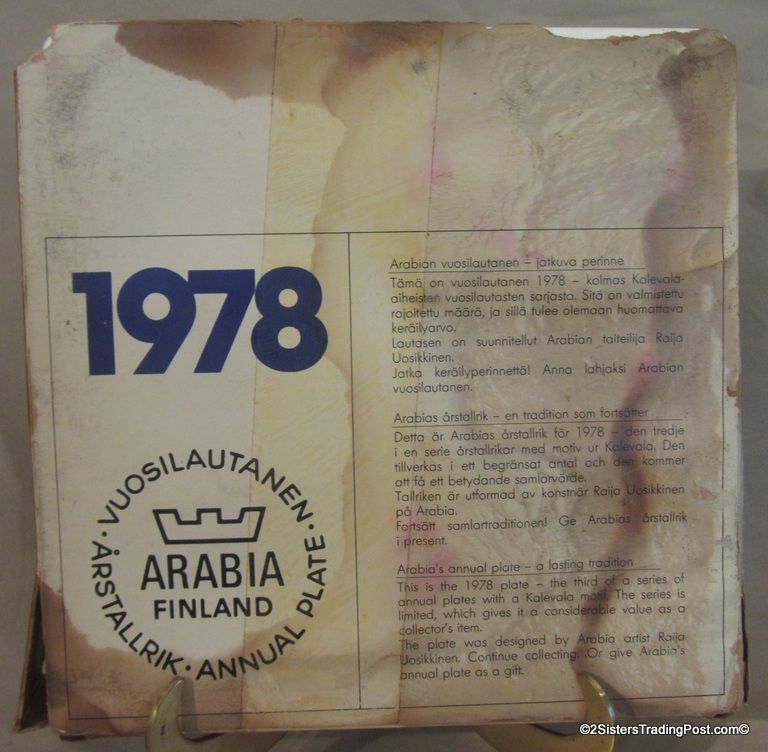 1978
· VUOSILAUTANEN ·
ÅRSTALLRIK · ANNUAL PLATE
ARABIA
FINLAND
Arabian vuosilautanen – jatkuva perinne
Tämä on vuosilautanen 1978 – kolmas Kalevala-
aiheisten vuosilautasten sarjasta. Sitä on valmistettu
rajoitettu määrä, ja sillä tulee olemaan huomattava
keräilyarvo.
Lautasen on suunnitellut Arabian taiteilija Raija
Uosikkinen.
Jatka keräilyperinnettä! Anna lahjaksi Arabian
vuosilautanen.
Arabias årstallrik – en tradition som fortsätter
Detta är Arabias årstallrik för 1978 – den tredje
i en serie årstallrikar med motiv ur Kalevala. Den
tillverkas i ett begränsat antal och den kommer
att få ett betydande samlarvärde.
Tallriken är utformad av konstnär Raija Uosikkinen
på Arabia.
Fortsätt samlartraditionen! Ge Arabias årstallrik
i present.
Arabia's annual plate – a lasting tradition
This is the 1978 plate – the third of a series of
annual plates with a Kalevala motif. The series is
limited, which gives it a considerable value as a
collector's item.
The plate was designed by Arabia artist Raija
Uosikkinen. Continue collecting. Or give Arabia's
annual plate as a gift.
©2SistersTradingPost.com©